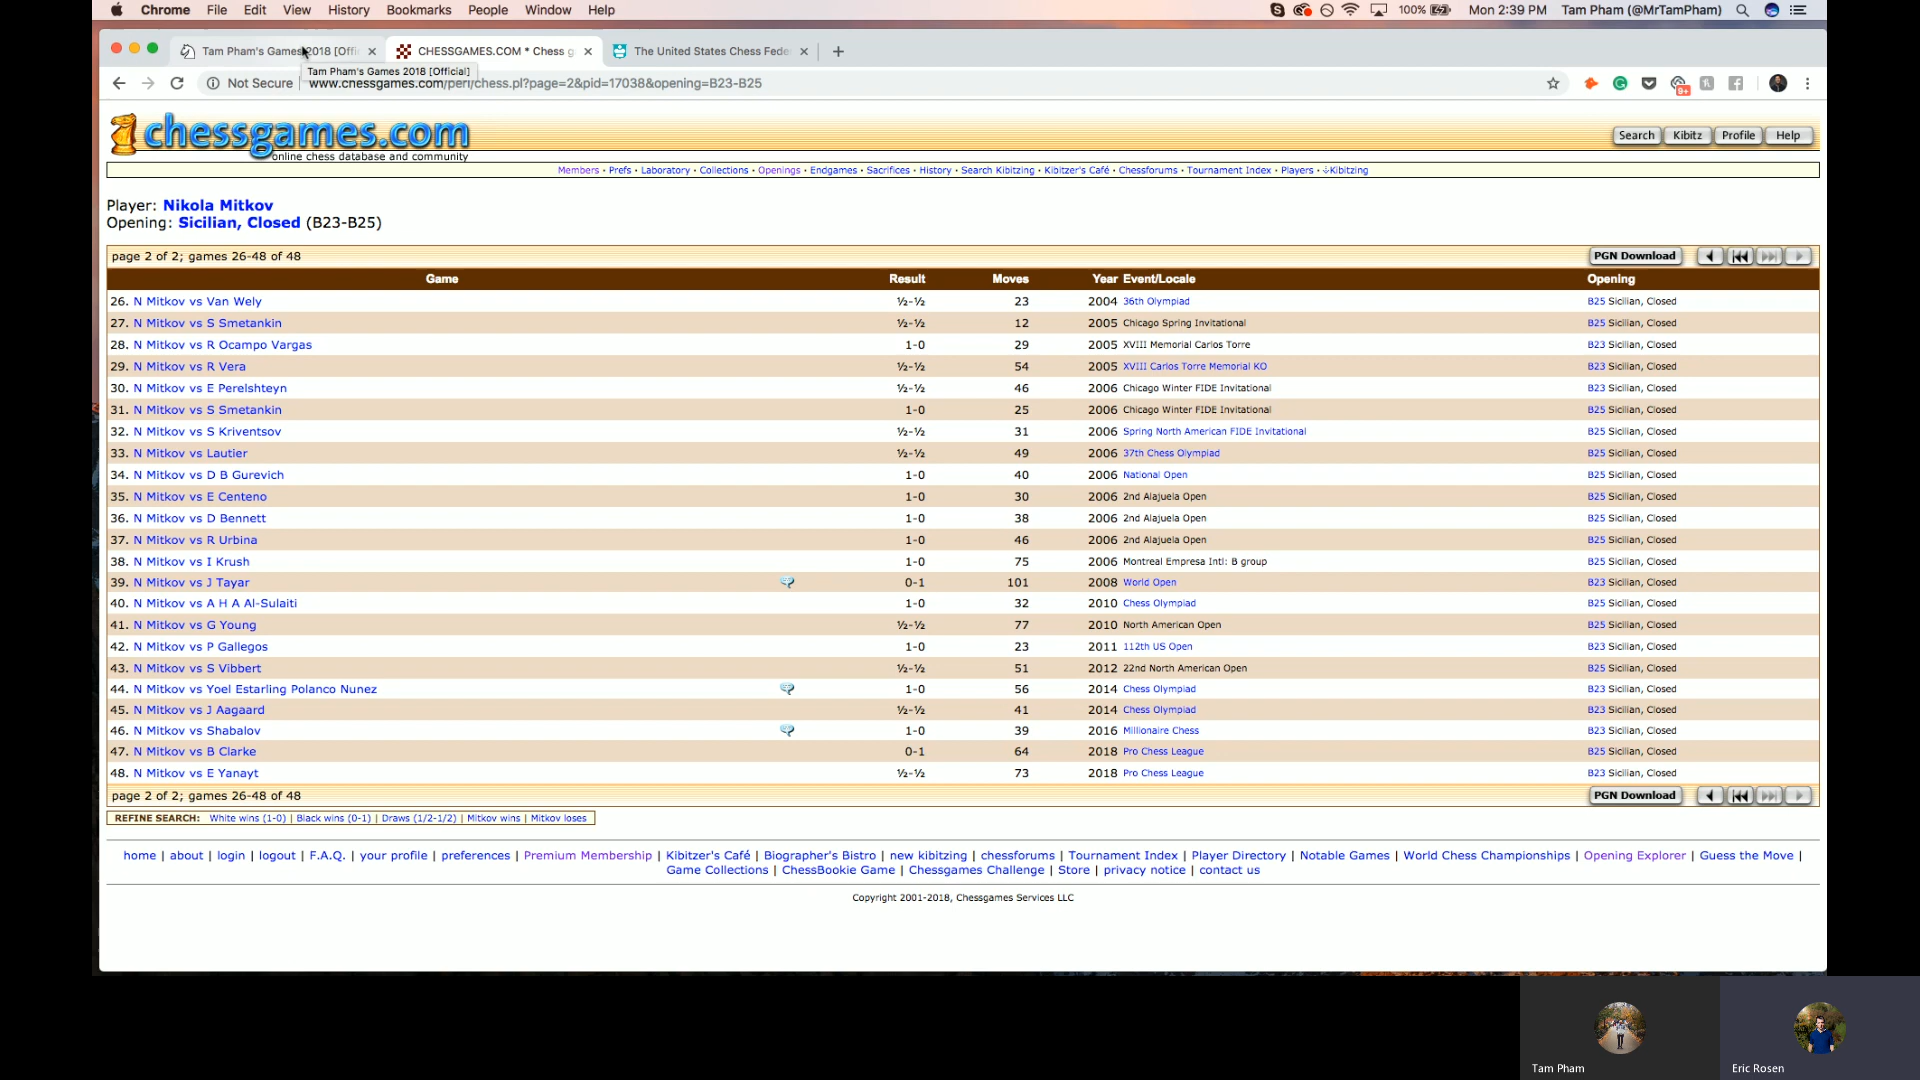 Chrome File Edit View History Bookmarks People Window Help 100% Mon 2:39 PM Tam Pham (@MrTamPham)
Tam Pham's Games 2018 [Offi CHESSGAMES.COM * Chess g The United States Chess Fede
Tam Pham's Games 2018 [Official]
Not Secure www.chessgames.com/perl/chess.pl?page=2&pid=17038&opening=B23-B25 9+
chessgames.com
online chess database and community
Search Kibitz Profile Help
Members · Prefs · Laboratory · Collections · Openings · Endgames · Sacrifices · History · Search Kibitzing · Kibitzer's Café · Chessforums · Tournament Index · Players · Kibitzing
Player: Nikola Mitkov
Opening: Sicilian, Closed (B23-B25)
page 2 of 2; games 26-48 of 48 PGN Download
Game Result Moves Year Event/Locale Opening
26. N Mitkov vs Van Wely ½-½ 23 2004 36th Olympiad B25 Sicilian, Closed
27. N Mitkov vs S Smetankin ½-½ 12 2005 Chicago Spring Invitational B25 Sicilian, Closed
28. N Mitkov vs R Ocampo Vargas 1-0 29 2005 XVIII Memorial Carlos Torre B23 Sicilian, Closed
29. N Mitkov vs R Vera ½-½ 54 2005 XVIII Carlos Torre Memorial KO B23 Sicilian, Closed
30. N Mitkov vs E Perelshteyn ½-½ 46 2006 Chicago Winter FIDE Invitational B23 Sicilian, Closed
31. N Mitkov vs S Smetankin 1-0 25 2006 Chicago Winter FIDE Invitational B25 Sicilian, Closed
32. N Mitkov vs S Kriventsov ½-½ 31 2006 Spring North American FIDE Invitational B25 Sicilian, Closed
33. N Mitkov vs Lautier ½-½ 49 2006 37th Chess Olympiad B25 Sicilian, Closed
34. N Mitkov vs D B Gurevich 1-0 40 2006 National Open B25 Sicilian, Closed
35. N Mitkov vs E Centeno 1-0 30 2006 2nd Alajuela Open B25 Sicilian, Closed
36. N Mitkov vs D Bennett 1-0 38 2006 2nd Alajuela Open B25 Sicilian, Closed
37. N Mitkov vs R Urbina 1-0 46 2006 2nd Alajuela Open B25 Sicilian, Closed
38. N Mitkov vs I Krush 1-0 75 2006 Montreal Empresa Intl: B group B25 Sicilian, Closed
39. N Mitkov vs J Tayar 0-1 101 2008 World Open B23 Sicilian, Closed
40. N Mitkov vs A H A Al-Sulaiti 1-0 32 2010 Chess Olympiad B25 Sicilian, Closed
41. N Mitkov vs G Young ½-½ 77 2010 North American Open B25 Sicilian, Closed
42. N Mitkov vs P Gallegos 1-0 23 2011 112th US Open B23 Sicilian, Closed
43. N Mitkov vs S Vibbert ½-½ 51 2012 22nd North American Open B25 Sicilian, Closed
44. N Mitkov vs Yoel Estarling Polanco Nunez 1-0 56 2014 Chess Olympiad B23 Sicilian, Closed
45. N Mitkov vs J Aagaard ½-½ 41 2014 Chess Olympiad B23 Sicilian, Closed
46. N Mitkov vs Shabalov 1-0 39 2016 Millionaire Chess B23 Sicilian, Closed
47. N Mitkov vs B Clarke 0-1 64 2018 Pro Chess League B25 Sicilian, Closed
48. N Mitkov vs E Yanayt ½-½ 73 2018 Pro Chess League B23 Sicilian, Closed
page 2 of 2; games 26-48 of 48 PGN Download
REFINE SEARCH: White wins (1-0) | Black wins (0-1) | Draws (1/2-1/2) | Mitkov wins | Mitkov loses
home | about | login | logout | F.A.Q. | your profile | preferences | Premium Membership | Kibitzer's Café | Biographer's Bistro | new kibitzing | chessforums | Tournament Index | Player Directory | Notable Games | World Chess Championships | Opening Explorer | Guess the Move |
Game Collections | ChessBookie Game | Chessgames Challenge | Store | privacy notice | contact us
Copyright 2001-2018, Chessgames Services LLC
Tam Pham Eric Rosen